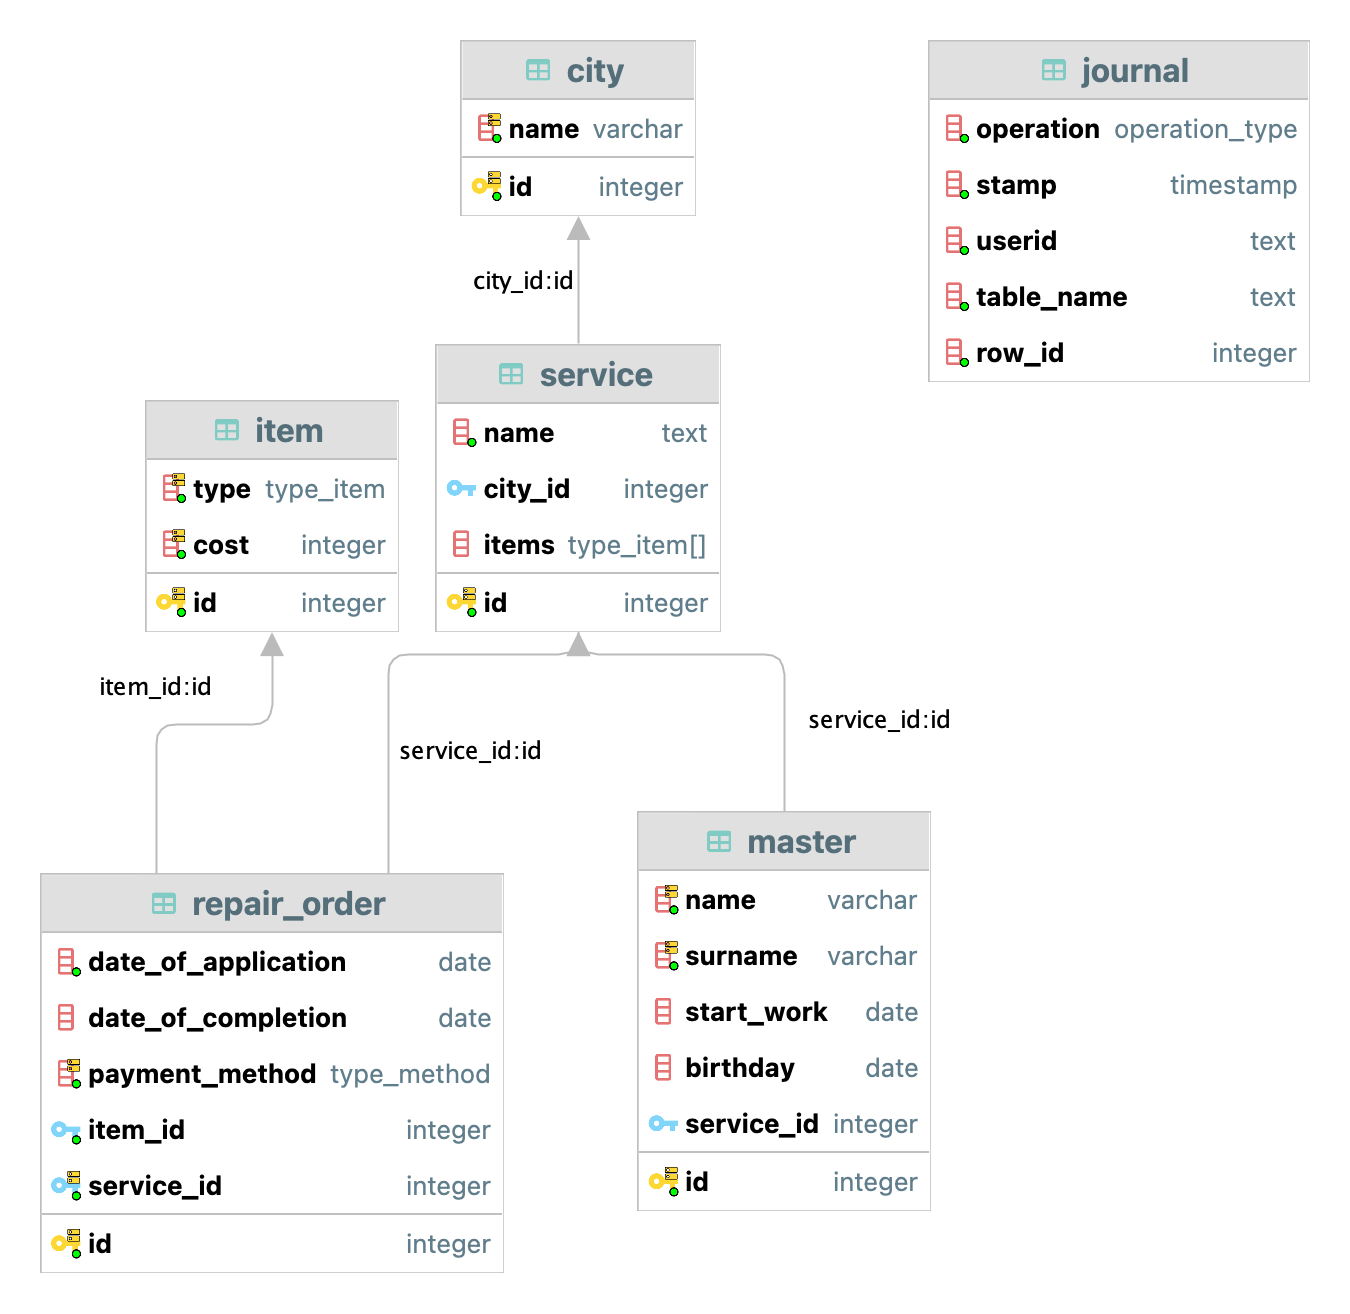 city
name varchar
id integer
journal
operation operation_type
stamp timestamp
userid text
table_name text
row_id integer
city_id:id
service
name text
city_id integer
items type_item[]
id integer
item
type type_item
cost integer
id integer
item_id:id
service_id:id
service_id:id
master
name varchar
surname varchar
start_work date
birthday date
service_id integer
id integer
repair_order
date_of_application date
date_of_completion date
payment_method type_method
item_id integer
service_id integer
id integer